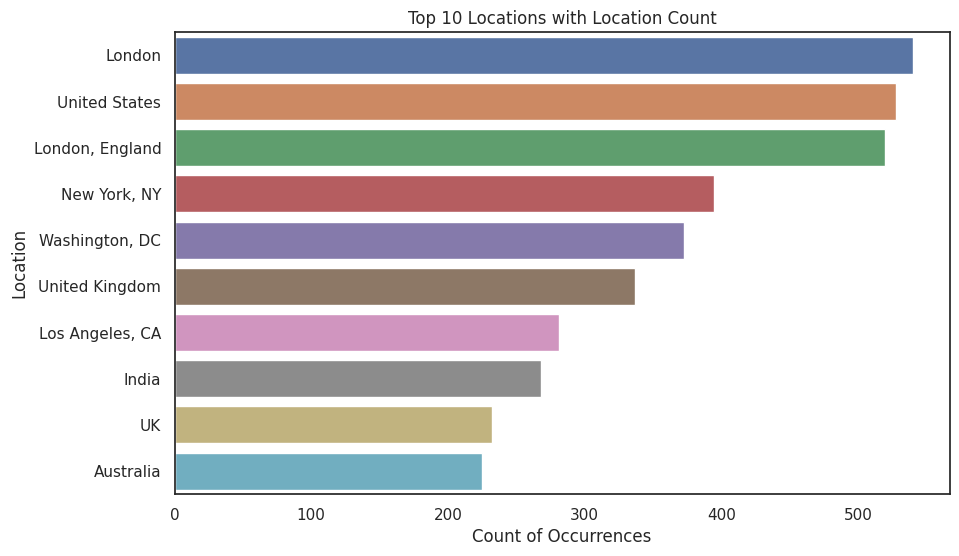 Top 10 Locations with Location Count
London
United States
London, England
New York, NY
Washington, DC
United Kingdom
Los Angeles, CA
India
UK
Australia
Location
0 100 200 300 400 500
Count of Occurrences